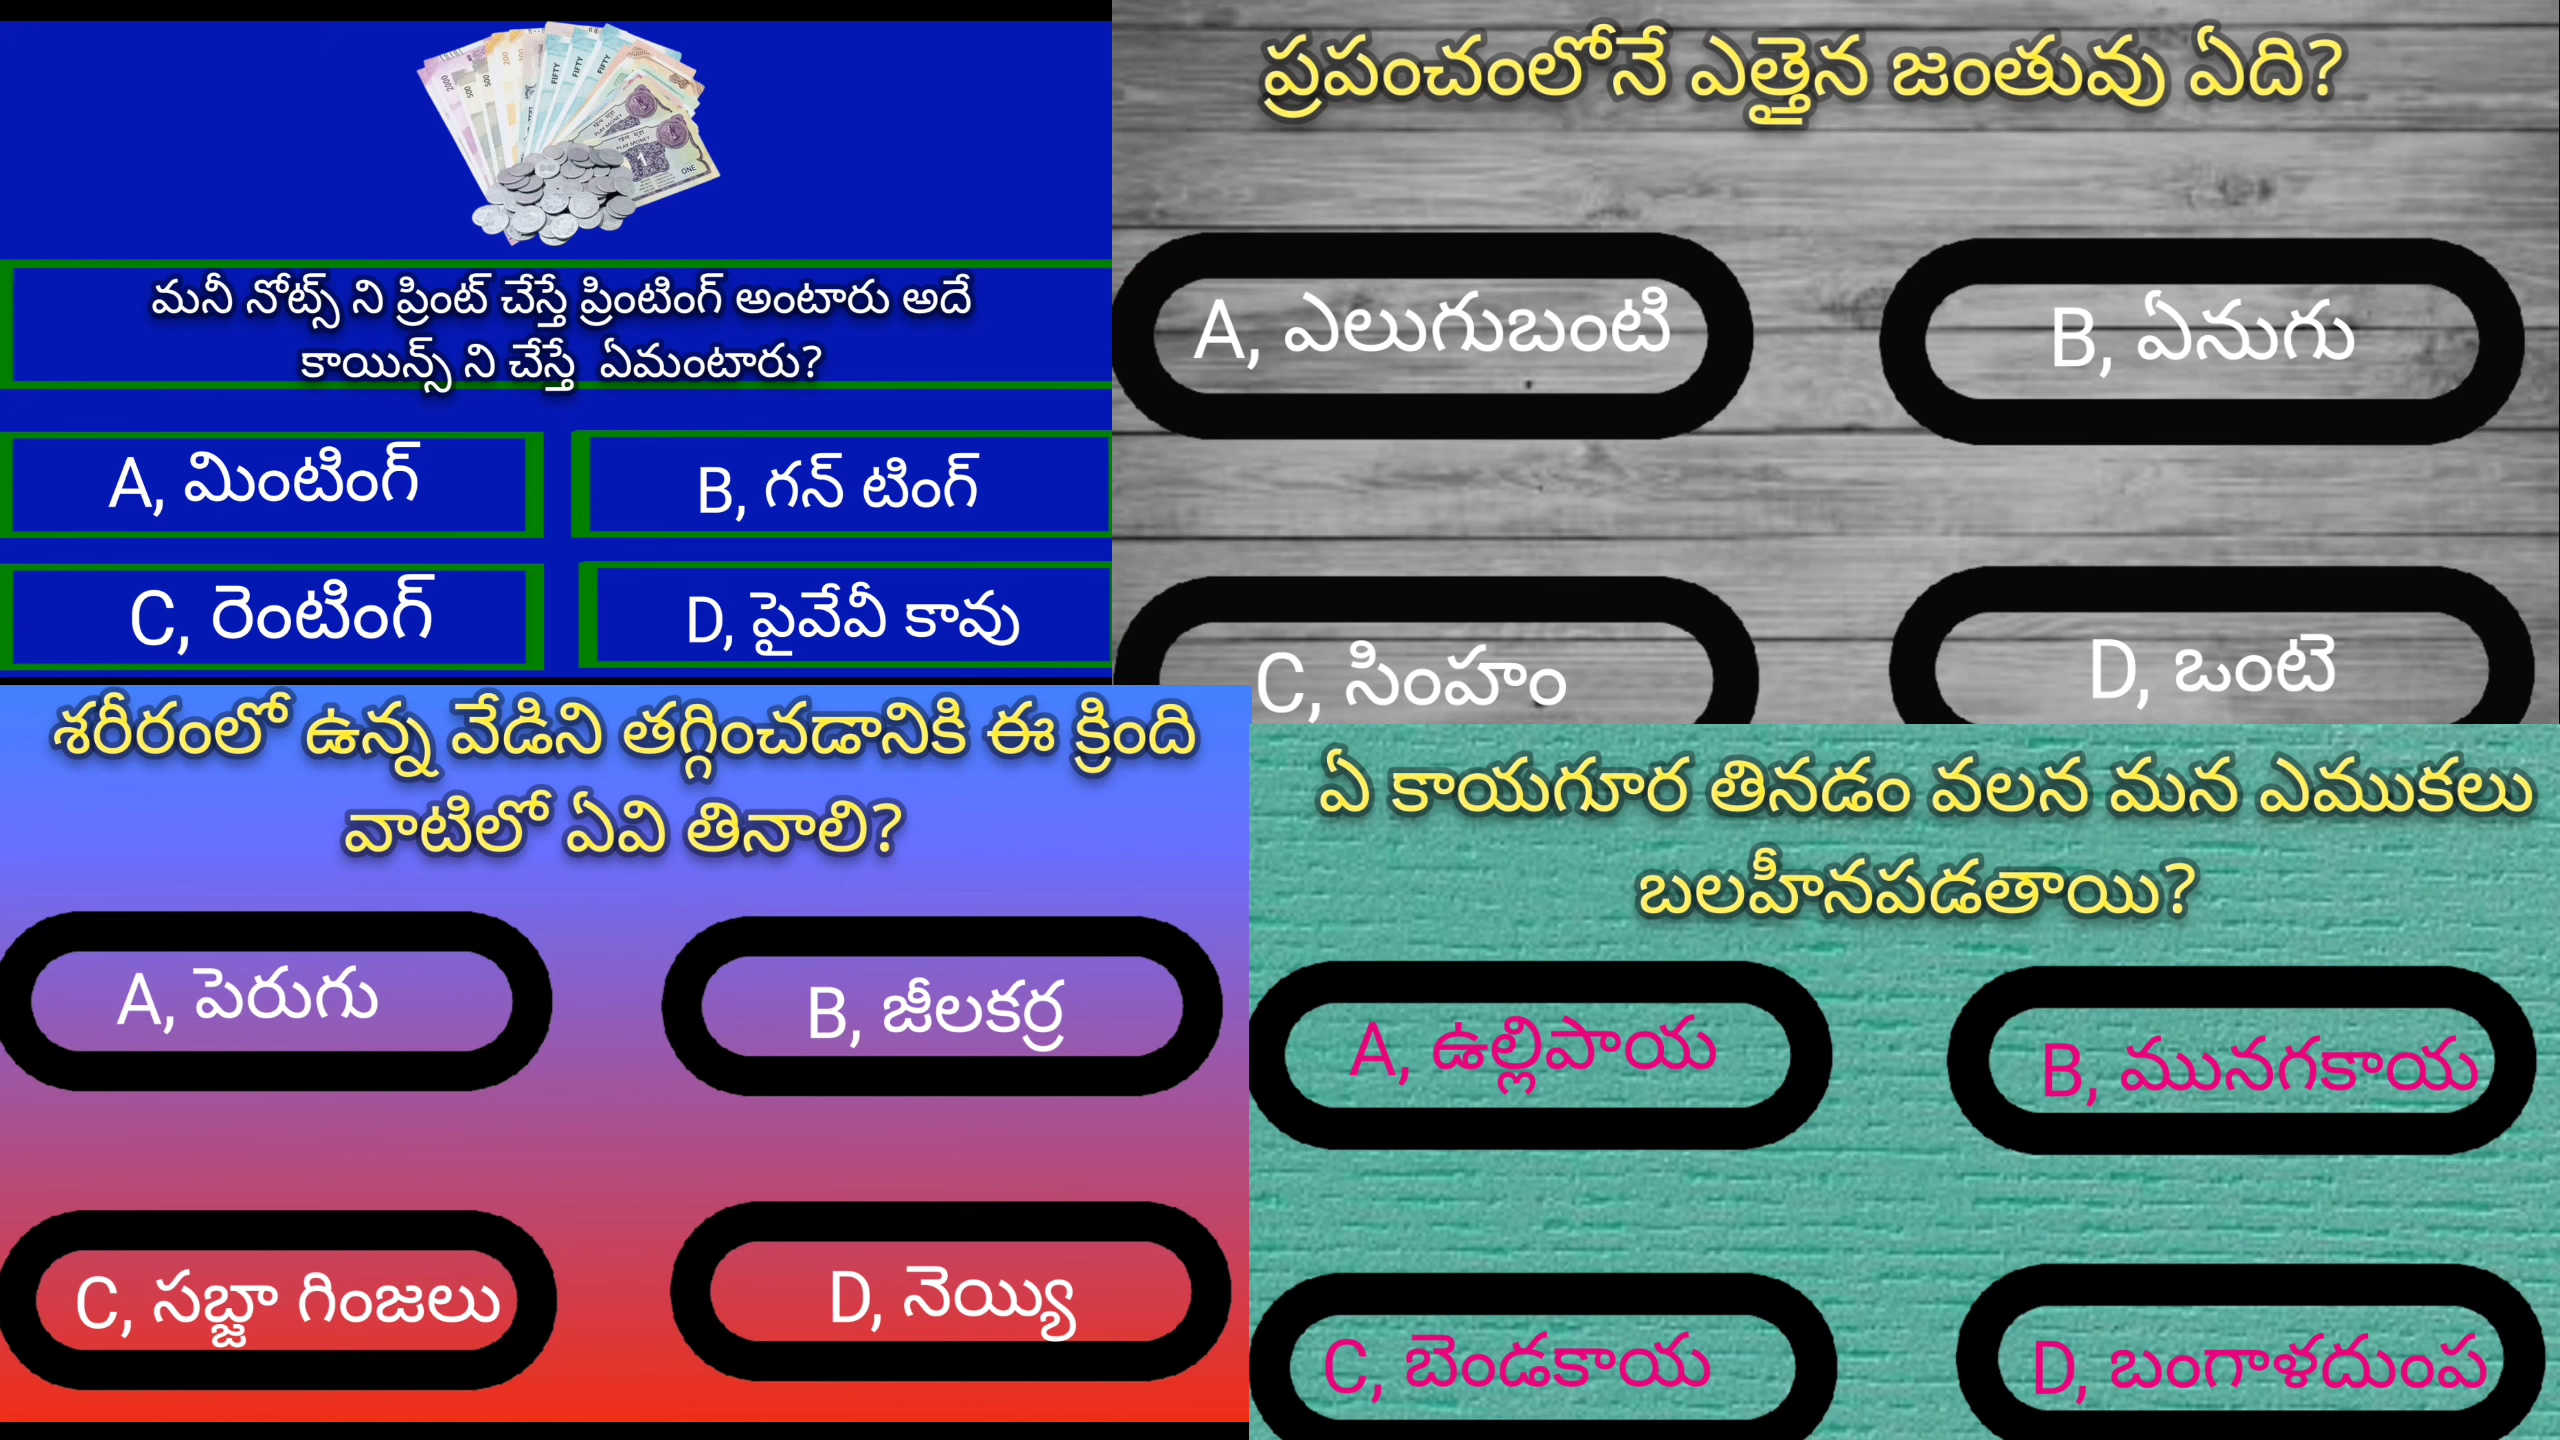 మనీ నోట్స్ ని ప్రింట్ చేస్తే ప్రింటింగ్ అంటారు అదే
కాయిన్స్ ని చేస్తే ఏమంటారు?
A, మింటింగ్
B, గన్ టింగ్
C, రెంటింగ్
D, పైవేవీ కావు
ప్రపంచంలోనే ఎత్తైన జంతువు ఏది?
A, ఎలుగుబంటి
B, ఏనుగు
C, సింహం
D, ఒంటె
శరీరంలో ఉన్న వేడిని తగ్గించడానికి ఈ క్రింది
వాటిలో ఏవి తినాలి?
A, పెరుగు
B, జీలకర్ర
C, సబ్జా గింజలు
D, నెయ్యి
ఏ కాయగూర తినడం వలన మన ఎముకలు
బలహీనపడతాయి?
A, ఉల్లిపాయ
B, మునగకాయ
C, బెండకాయ
D, బంగాళదుంప